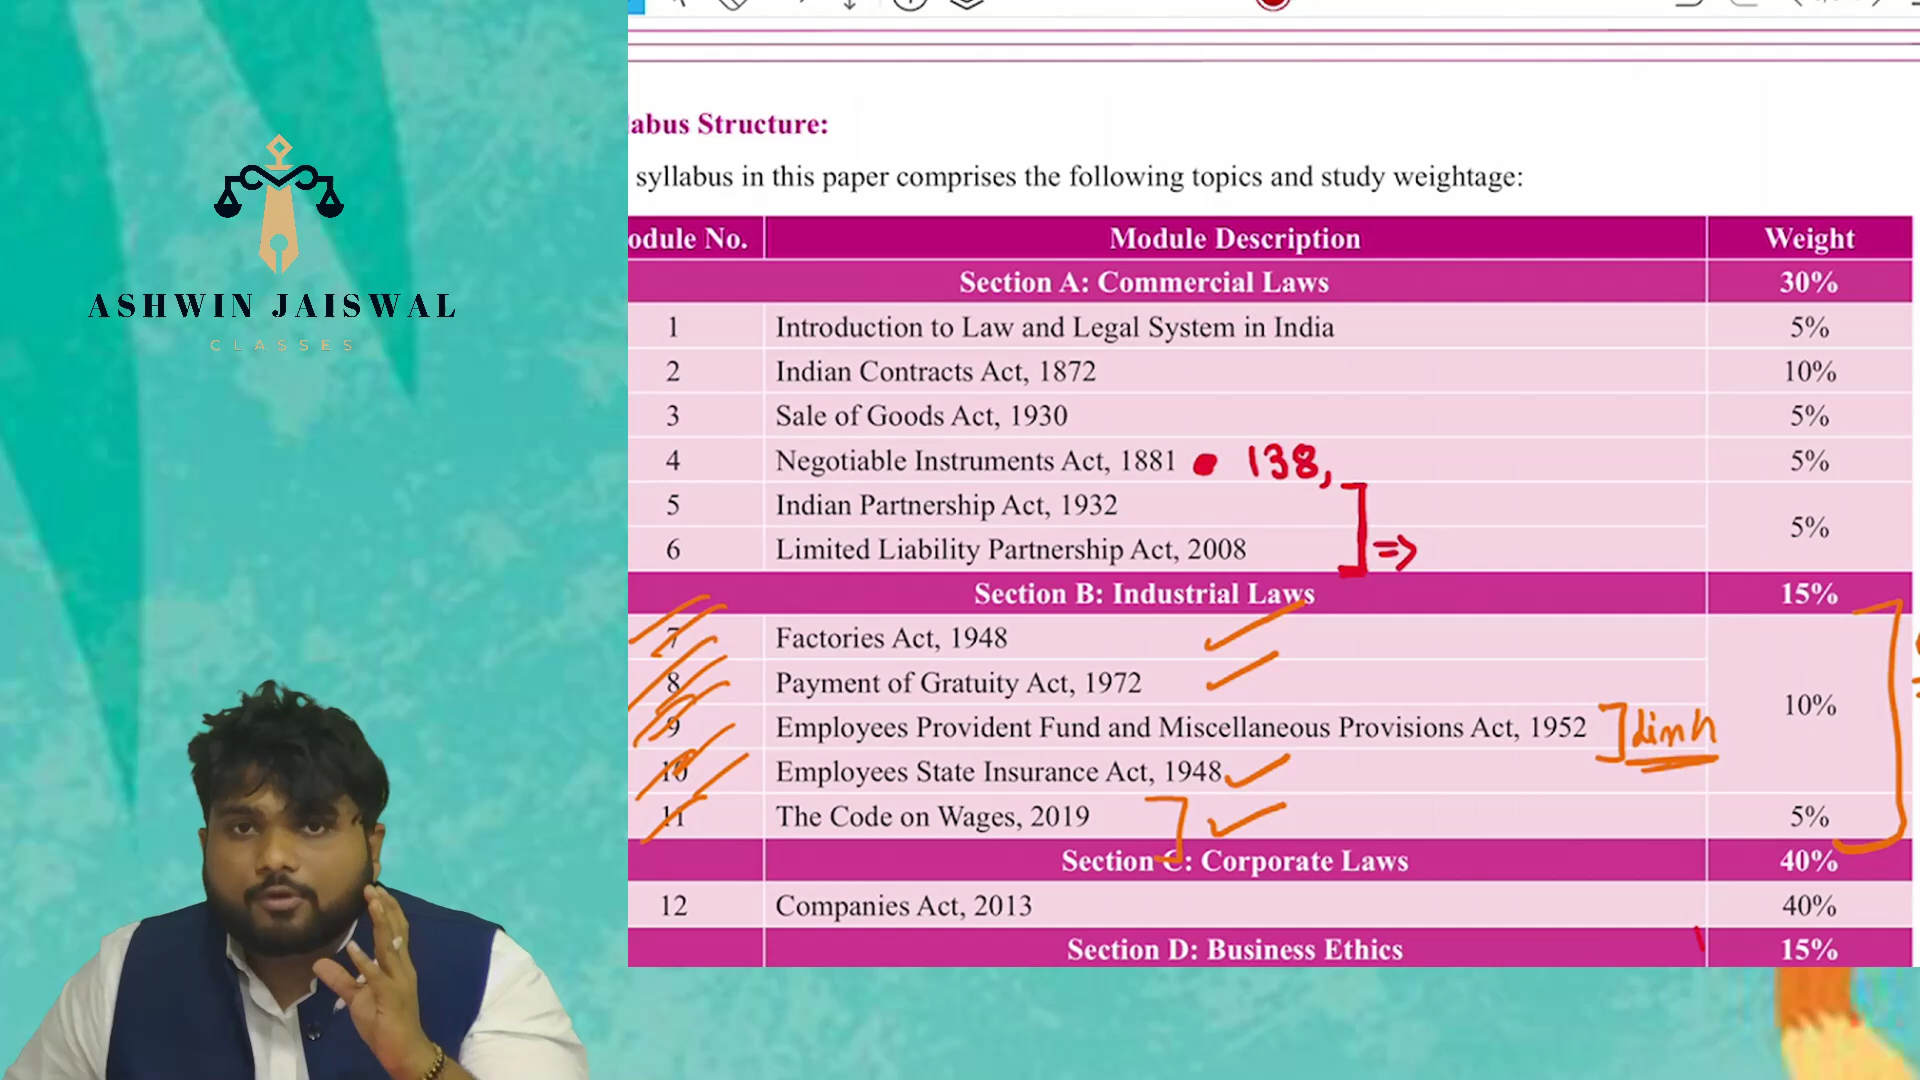 ASHWIN JAISWAL
CLASSES
labus Structure:
syllabus in this paper comprises the following topics and study weightage:
odule No. Module Description Weight
Section A: Commercial Laws 30%
1 Introduction to Law and Legal System in India 5%
2 Indian Contracts Act, 1872 10%
3 Sale of Goods Act, 1930 5%
4 Negotiable Instruments Act, 1881 138, 5%
5 Indian Partnership Act, 1932
5%
6 Limited Liability Partnership Act, 2008 =>
Section B: Industrial Laws 15%
7 Factories Act, 1948
8 Payment of Gratuity Act, 1972
10%
9 Employees Provident Fund and Miscellaneous Provisions Act, 1952
10 Employees State Insurance Act, 1948
11 The Code on Wages, 2019 5%
Section C: Corporate Laws 40%
12 Companies Act, 2013 40%
Section D: Business Ethics 15%